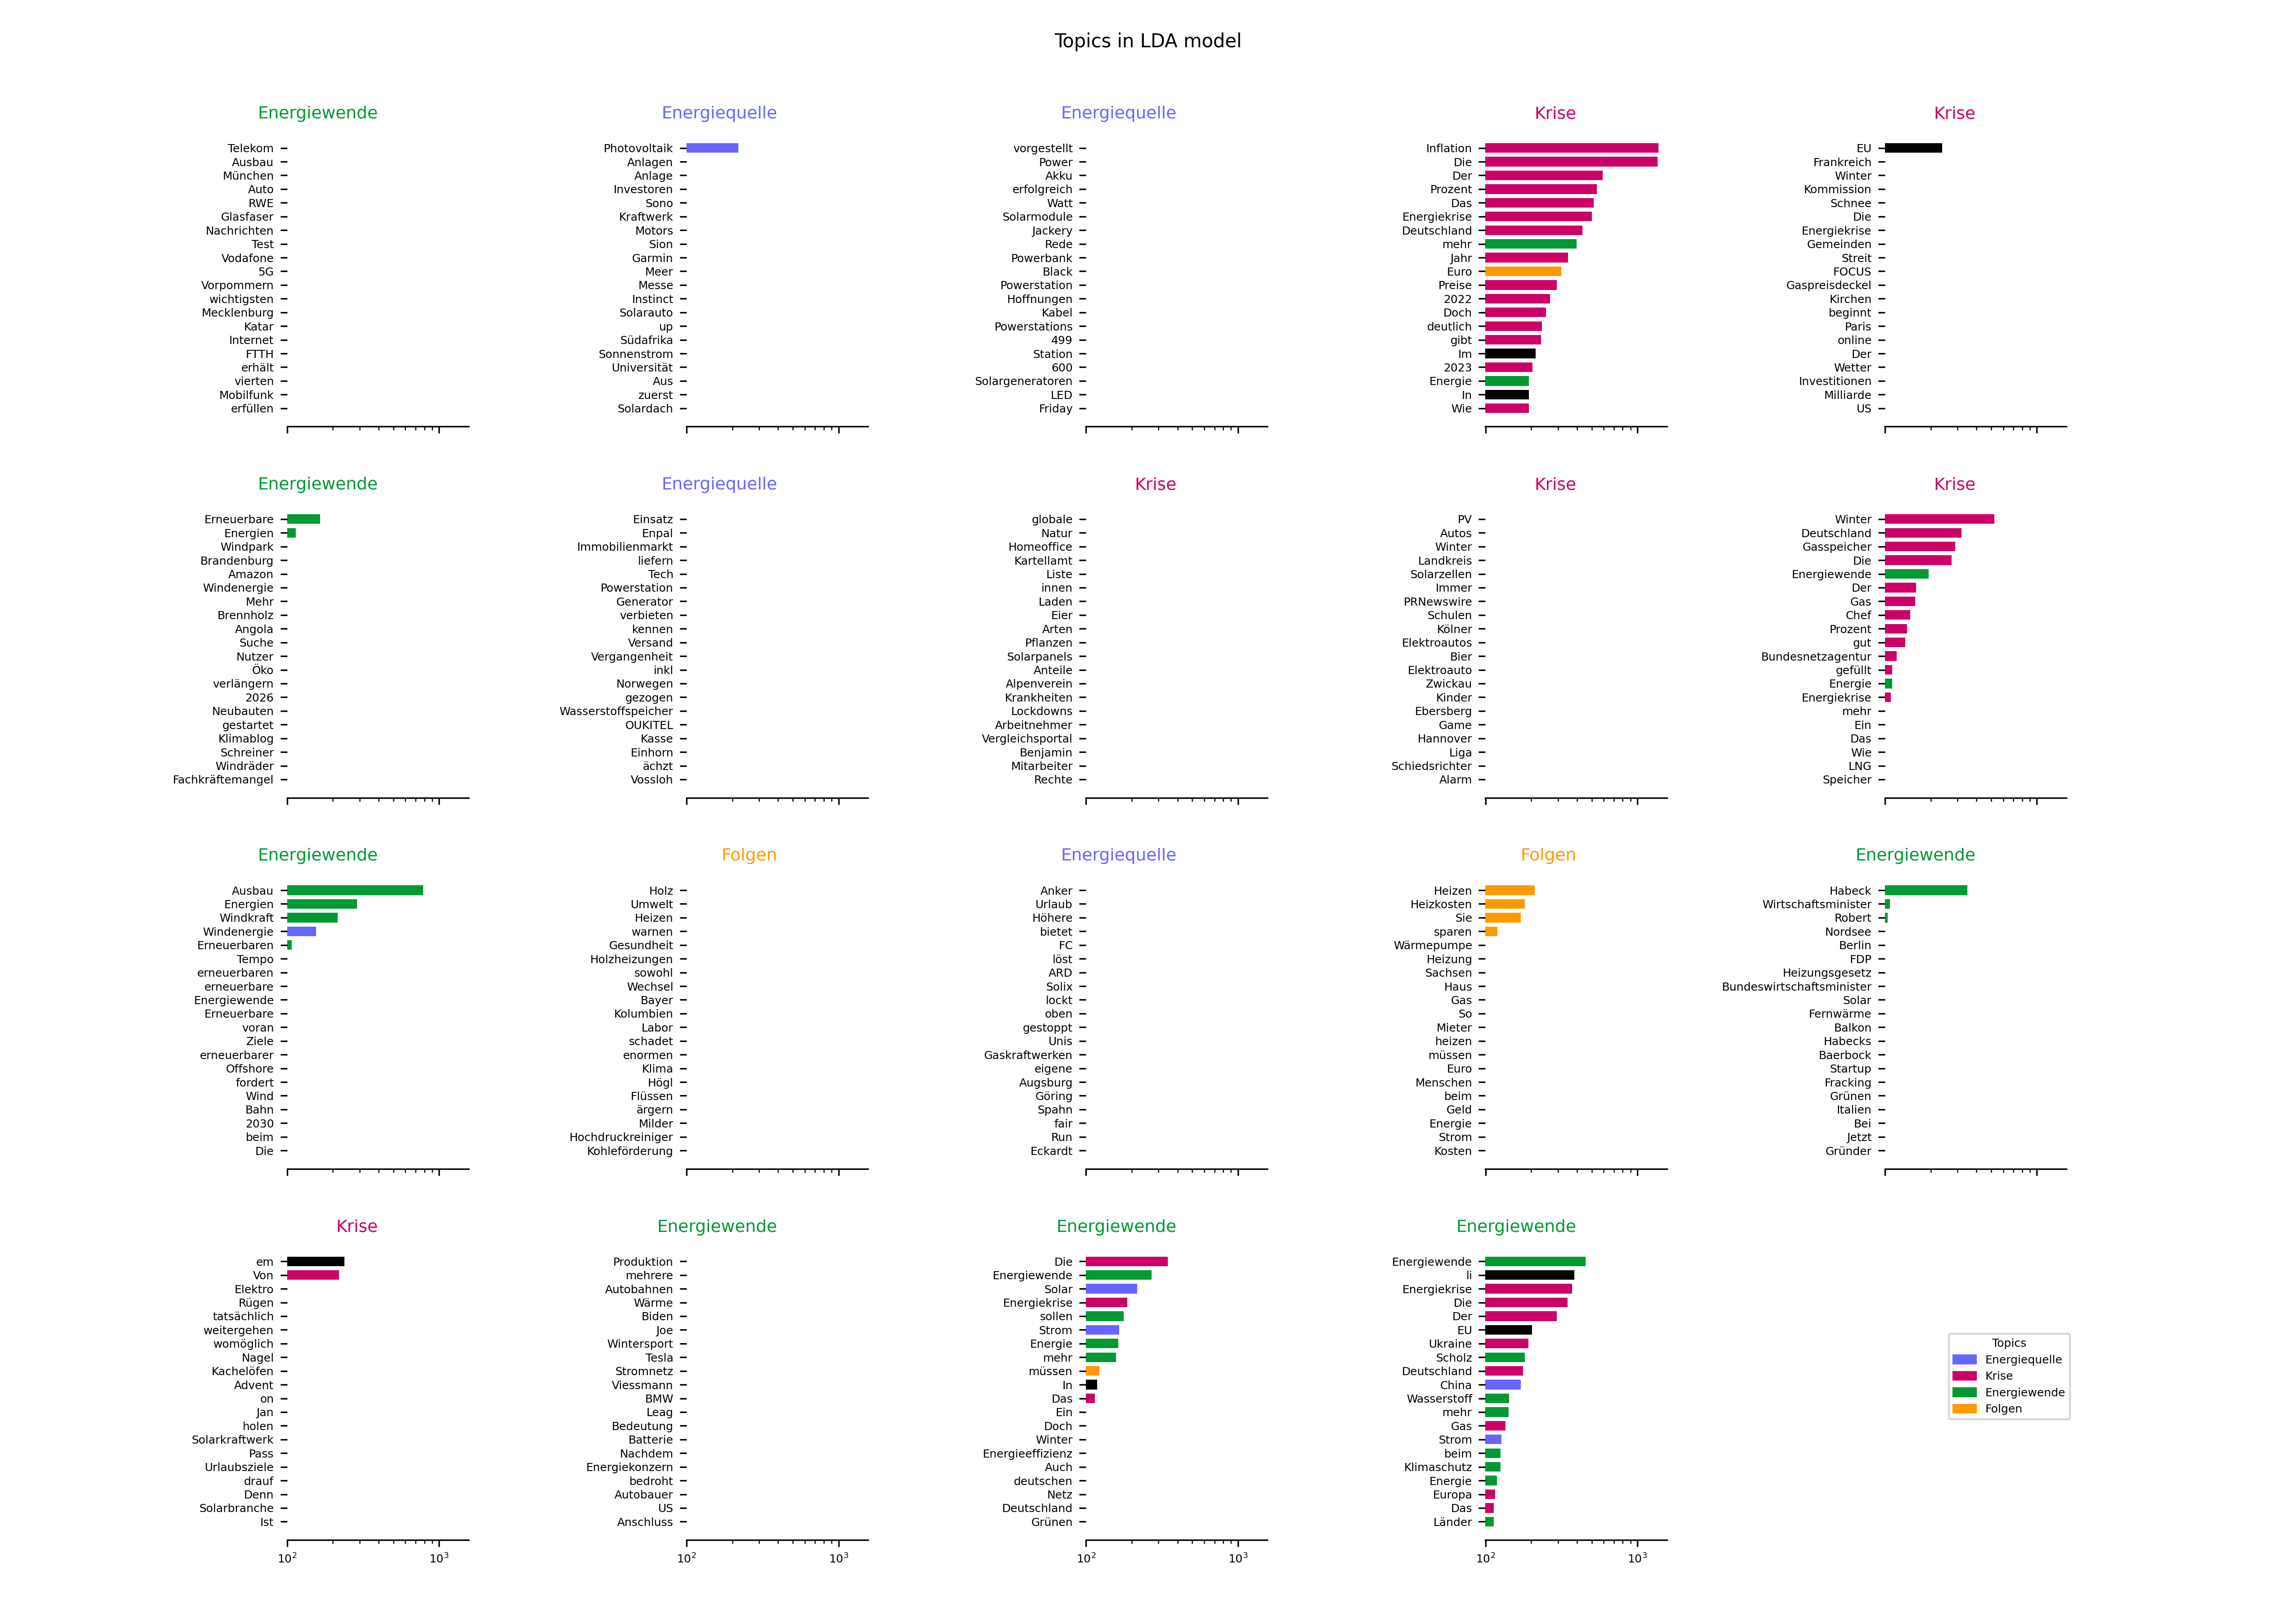 Topics in LDA model
Energiewende
Telekom
Ausbau
München
Auto
RWE
Glasfaser
Nachrichten
Test
Vodafone
5G
Vorpommern
wichtigsten
Mecklenburg
Katar
Internet
FTTH
erhält
vierten
Mobilfunk
erfüllen
Energiequelle
Photovoltaik
Anlagen
Anlage
Investoren
Sono
Kraftwerk
Motors
Sion
Garmin
Meer
Messe
Instinct
Solarauto
up
Südafrika
Sonnenstrom
Universität
Aus
zuerst
Solardach
Energiequelle
vorgestellt
Power
Akku
erfolgreich
Watt
Solarmodule
Jackery
Rede
Powerbank
Black
Powerstation
Hoffnungen
Kabel
Powerstations
499
Station
600
Solargeneratoren
LED
Friday
Krise
Inflation
Die
Der
Prozent
Das
Energiekrise
Deutschland
mehr
Jahr
Euro
Preise
2022
Doch
deutlich
gibt
Im
2023
Energie
In
Wie
Krise
EU
Frankreich
Winter
Kommission
Schnee
Die
Energiekrise
Gemeinden
Streit
FOCUS
Gaspreisdeckel
Kirchen
beginnt
Paris
online
Der
Wetter
Investitionen
Milliarde
US
Energiewende
Erneuerbare
Energien
Windpark
Brandenburg
Amazon
Windenergie
Mehr
Brennholz
Angola
Suche
Nutzer
Öko
verlängern
2026
Neubauten
gestartet
Klimablog
Schreiner
Windräder
Fachkräftemangel
Energiequelle
Einsatz
Enpal
Immobilienmarkt
liefern
Tech
Powerstation
Generator
verbieten
kennen
Versand
Vergangenheit
inkl
Norwegen
gezogen
Wasserstoffspeicher
OUKITEL
Kasse
Einhorn
ächzt
Vossloh
Krise
globale
Natur
Homeoffice
Kartellamt
Liste
innen
Laden
Eier
Arten
Pflanzen
Solarpanels
Anteile
Alpenverein
Krankheiten
Lockdowns
Arbeitnehmer
Vergleichsportal
Benjamin
Mitarbeiter
Rechte
Krise
PV
Autos
Winter
Landkreis
Solarzellen
Immer
PRNewswire
Schulen
Kölner
Elektroautos
Bier
Elektroauto
Zwickau
Kinder
Ebersberg
Game
Hannover
Liga
Schiedsrichter
Alarm
Krise
Winter
Deutschland
Gasspeicher
Die
Energiewende
Der
Gas
Chef
Prozent
gut
Bundesnetzagentur
gefüllt
Energie
Energiekrise
mehr
Ein
Das
Wie
LNG
Speicher
Energiewende
Ausbau
Energien
Windkraft
Windenergie
Erneuerbaren
Tempo
erneuerbaren
erneuerbare
Energiewende
Erneuerbare
voran
Ziele
erneuerbarer
Offshore
fordert
Wind
Bahn
2030
beim
Die
Folgen
Holz
Umwelt
Heizen
warnen
Gesundheit
Holzheizungen
sowohl
Wechsel
Bayer
Kolumbien
Labor
schadet
enormen
Klima
Högl
Flüssen
ärgern
Milder
Hochdruckreiniger
Kohleförderung
Energiequelle
Anker
Urlaub
Höhere
bietet
FC
löst
ARD
Solix
lockt
oben
gestoppt
Unis
Gaskraftwerken
eigene
Augsburg
Göring
Spahn
fair
Run
Eckardt
Folgen
Heizen
Heizkosten
Sie
sparen
Wärmepumpe
Heizung
Sachsen
Haus
Gas
So
Mieter
heizen
müssen
Euro
Menschen
beim
Geld
Energie
Strom
Kosten
Energiewende
Habeck
Wirtschaftsminister
Robert
Nordsee
Berlin
FDP
Heizungsgesetz
Bundeswirtschaftsminister
Solar
Fernwärme
Balkon
Habecks
Baerbock
Startup
Fracking
Grünen
Italien
Bei
Jetzt
Gründer
Krise
em
Von
Elektro
Rügen
tatsächlich
weitergehen
womöglich
Nagel
Kachelöfen
Advent
on
Jan
holen
Solarkraftwerk
Pass
Urlaubsziele
drauf
Denn
Solarbranche
Ist
10²
10³
Energiewende
Produktion
mehrere
Autobahnen
Wärme
Biden
Joe
Wintersport
Tesla
Stromnetz
Viessmann
BMW
Leag
Bedeutung
Batterie
Nachdem
Energiekonzern
bedroht
Autobauer
US
Anschluss
10²
10³
Energiewende
Die
Energiewende
Solar
Energiekrise
sollen
Strom
Energie
mehr
müssen
In
Das
Ein
Doch
Winter
Energieeffizienz
Auch
deutschen
Netz
Deutschland
Grünen
10²
10³
Energiewende
Energiewende
li
Energiekrise
Die
Der
EU
Ukraine
Scholz
Deutschland
China
Wasserstoff
mehr
Gas
Strom
beim
Klimaschutz
Energie
Europa
Das
Länder
10²
10³
Topics
Energiequelle
Krise
Energiewende
Folgen